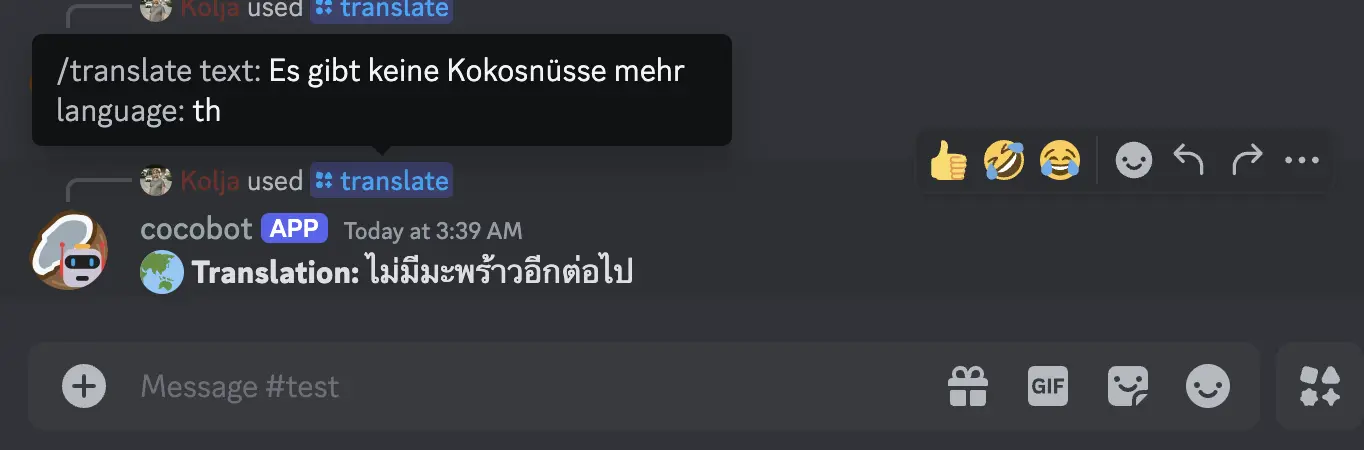 Kolja used translate
/translate text: Es gibt keine Kokosnüsse mehr
language: th
Kolja used translate
cocobot APP Today at 3:39 AM
Translation: ไม่มีมะพร้าวอีกต่อไป
Message #test
GIF